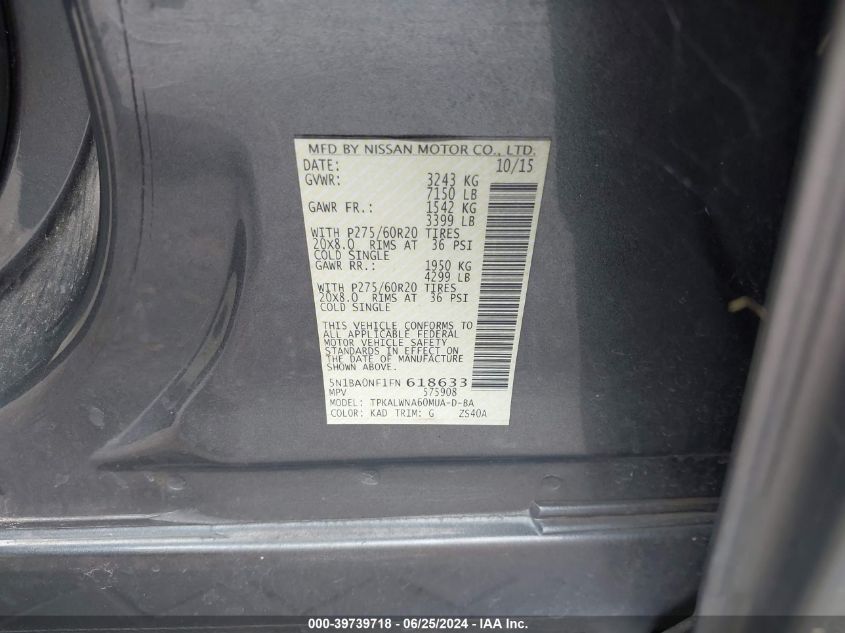 MFD BY NISSAN MOTOR CO., LTD.
DATE: 10/15
GVWR: 3243 KG
7150 LB
GAWR FR.: 1542 KG
3399 LB
WITH P275/60R20 TIRES
20X8.0 RIMS AT 36 PSI
COLD SINGLE
GAWR RR.: 1950 KG
4299 LB
WITH P275/60R20 TIRES
20X8.0 RIMS AT 36 PSI
COLD SINGLE
THIS VEHICLE CONFORMS TO
ALL APPLICABLE FEDERAL
MOTOR VEHICLE SAFETY
STANDARDS IN EFFECT ON
THE DATE OF MANUFACTURE
SHOWN ABOVE.
5N1BA0NF1FN 618633
MPV 575908
MODEL: TPKALWNA60MUA-D-BA
COLOR: KAD TRIM: G ZS40A
000-39739718 - 06/25/2024 - IAA Inc.